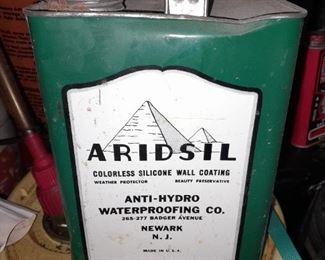 ARIDSIL
COLORLESS SILICONE WALL COATING
WEATHER PROTECTOR BEAUTY PRESERVATIVE
ANTI-HYDRO
WATERPROOFING CO.
265-277 BADGER AVENUE
NEWARK
N. J.
MADE IN U.S.A.